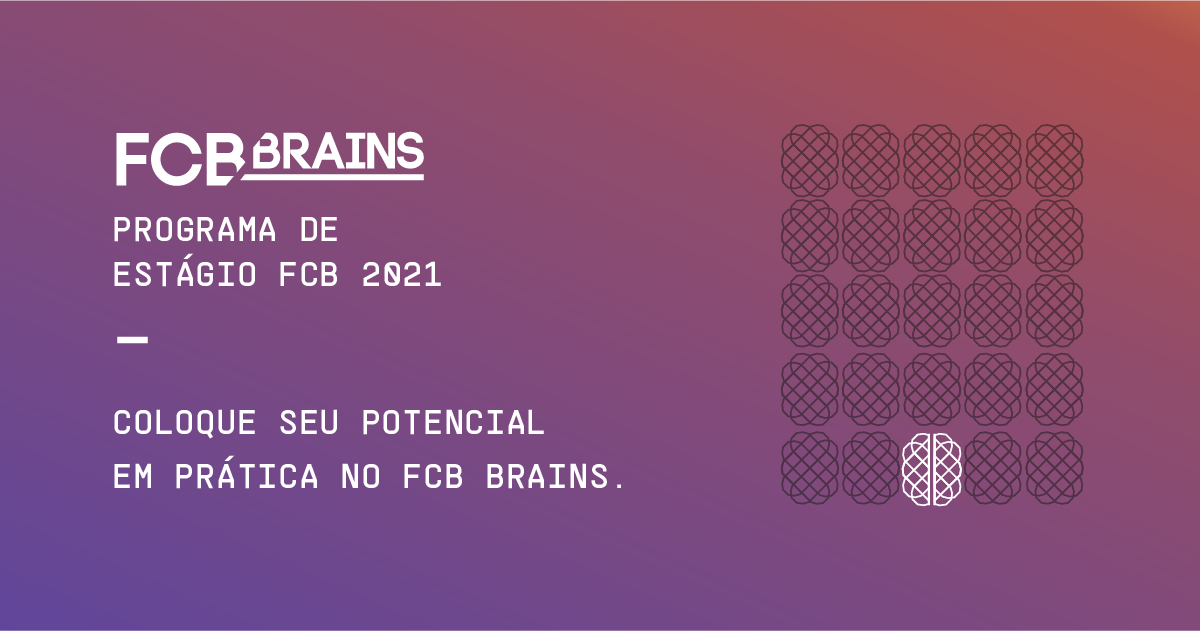 FCB BRAINS
PROGRAMA DE
ESTÁGIO FCB 2021
COLOQUE SEU POTENCIAL
EM PRÁTICA NO FCB BRAINS.